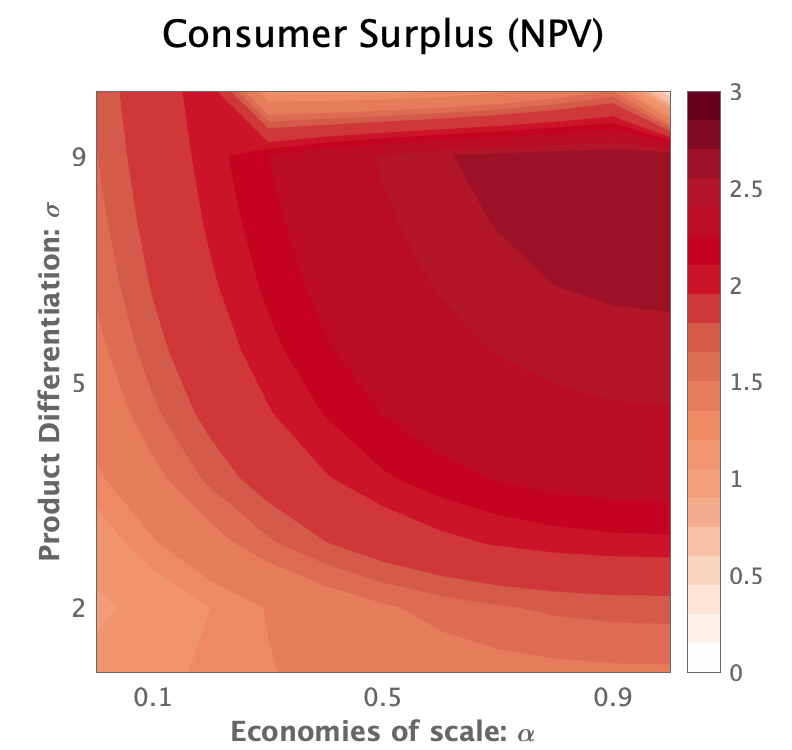 Consumer Surplus (NPV)
3
2.5
2
1.5
1
0.5
0
9
5
2
Product Differentiation: σ
0.1 0.5 0.9
Economies of scale: α